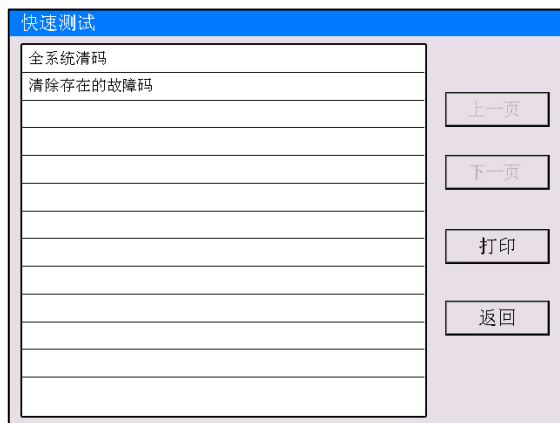 快速测试
全系统清码
清除存在的故障码
上一页
下一页
打印
返回